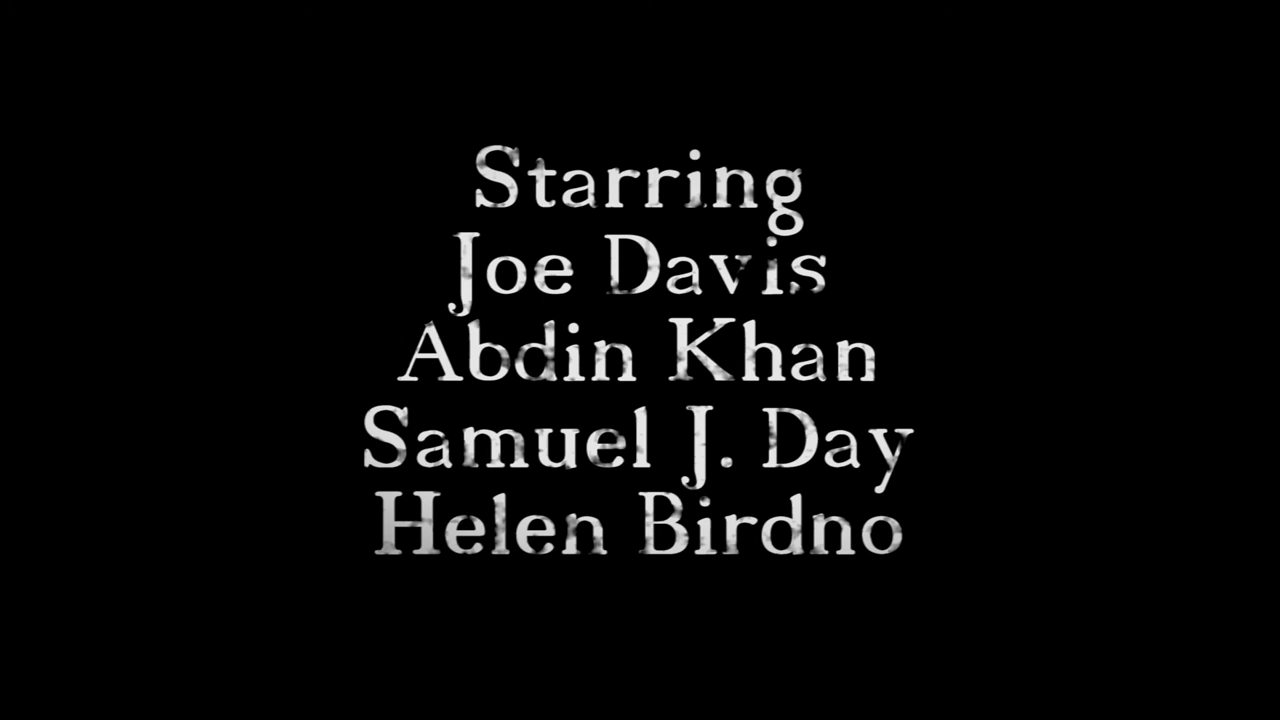 Starring
Joe Davis
Abdin Khan
Samuel J. Day
Helen Birdno